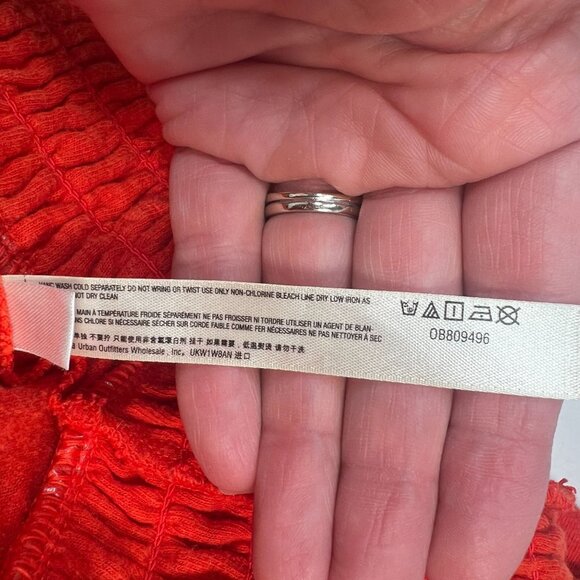 HAND WASH COLD SEPARATELY DO NOT WRING OR TWIST USE ONLY NON-CHLORINE BLEACH LINE DRY LOW IRON AS
NOT DRY CLEAN
MAIN À TEMPÉRATURE FROIDE SÉPARÉMENT NE PAS FROISSER NI TORDRE UTILISER UN AGENT DE BLAN-
SANS CHLORE SI NÉCESSAIRE SÉCHER SUR CORDE FAIBLE COMME FER NÉCESSAIRES NE PAS NETTOYER À SEC
单独 不要拧 只能使用非含氯漂白剂 挂干 如果需要，低温熨烫 请勿干洗
Urban Outfitters Wholesale, Inc. UKW1W8AN 进口
OB809496